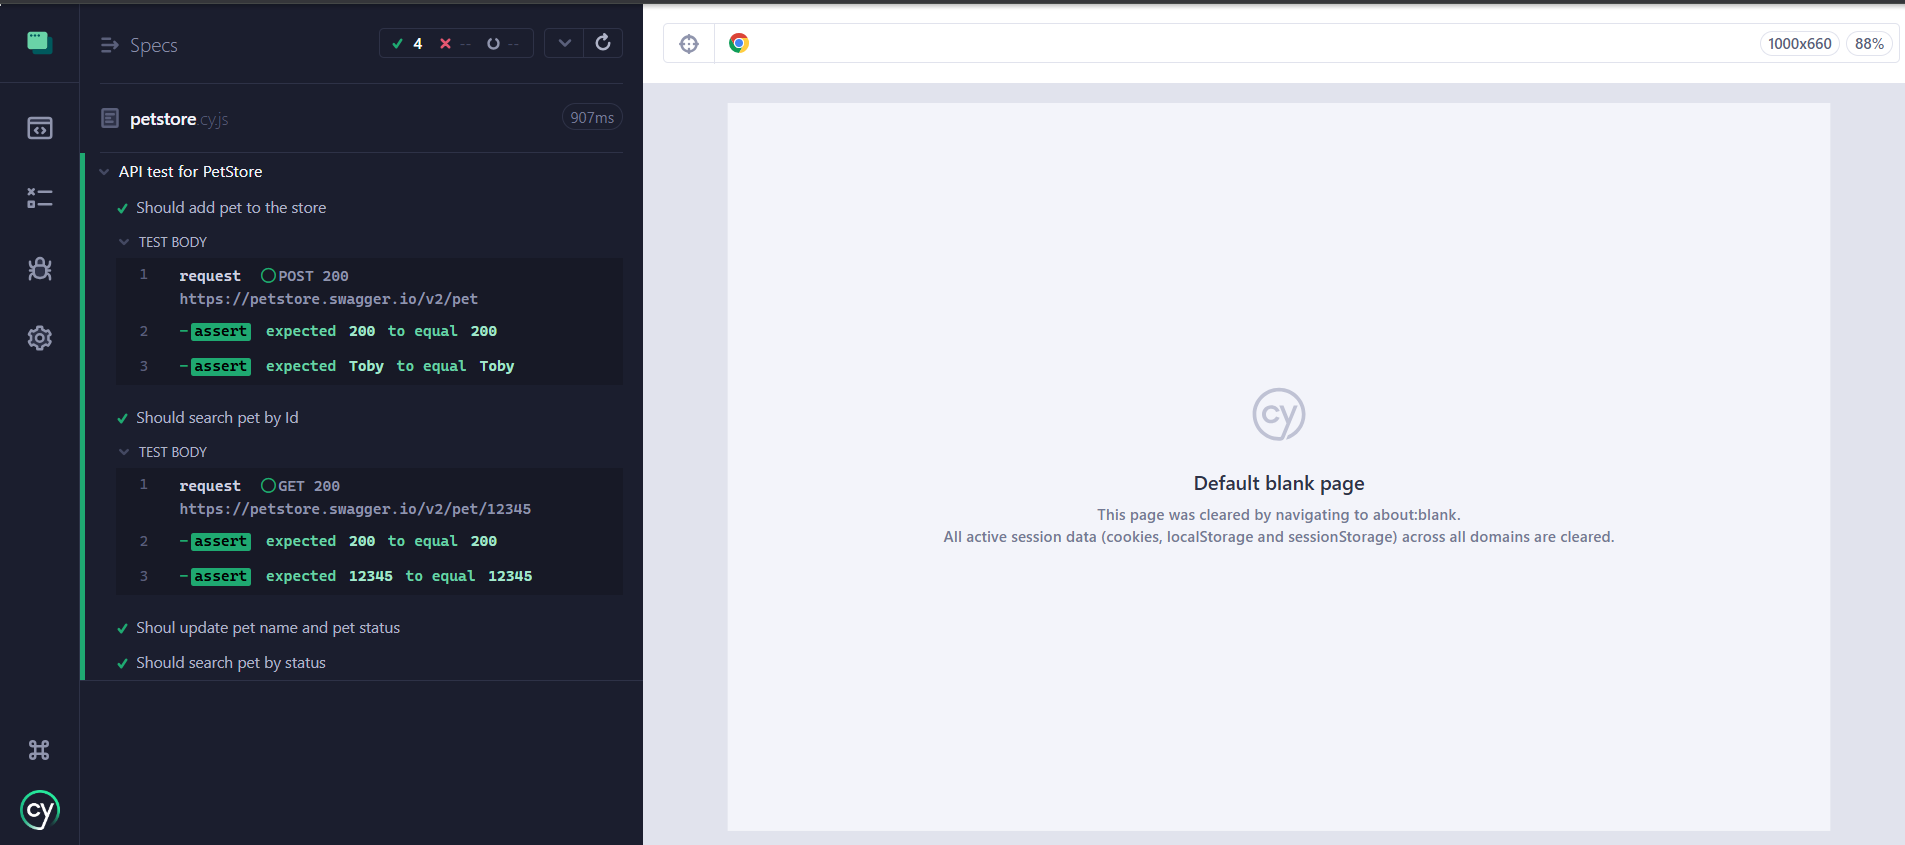 Specs
4 -- --
petstore.cy.js 907ms
API test for PetStore
Should add pet to the store
TEST BODY
1 request POST 200
https://petstore.swagger.io/v2/pet
2 -assert expected 200 to equal 200
3 -assert expected Toby to equal Toby
Should search pet by Id
TEST BODY
1 request GET 200
https://petstore.swagger.io/v2/pet/12345
2 -assert expected 200 to equal 200
3 -assert expected 12345 to equal 12345
Shoul update pet name and pet status
Should search pet by status
cy
1000x660 88%
cy
Default blank page
This page was cleared by navigating to about:blank.
All active session data (cookies, localStorage and sessionStorage) across all domains are cleared.